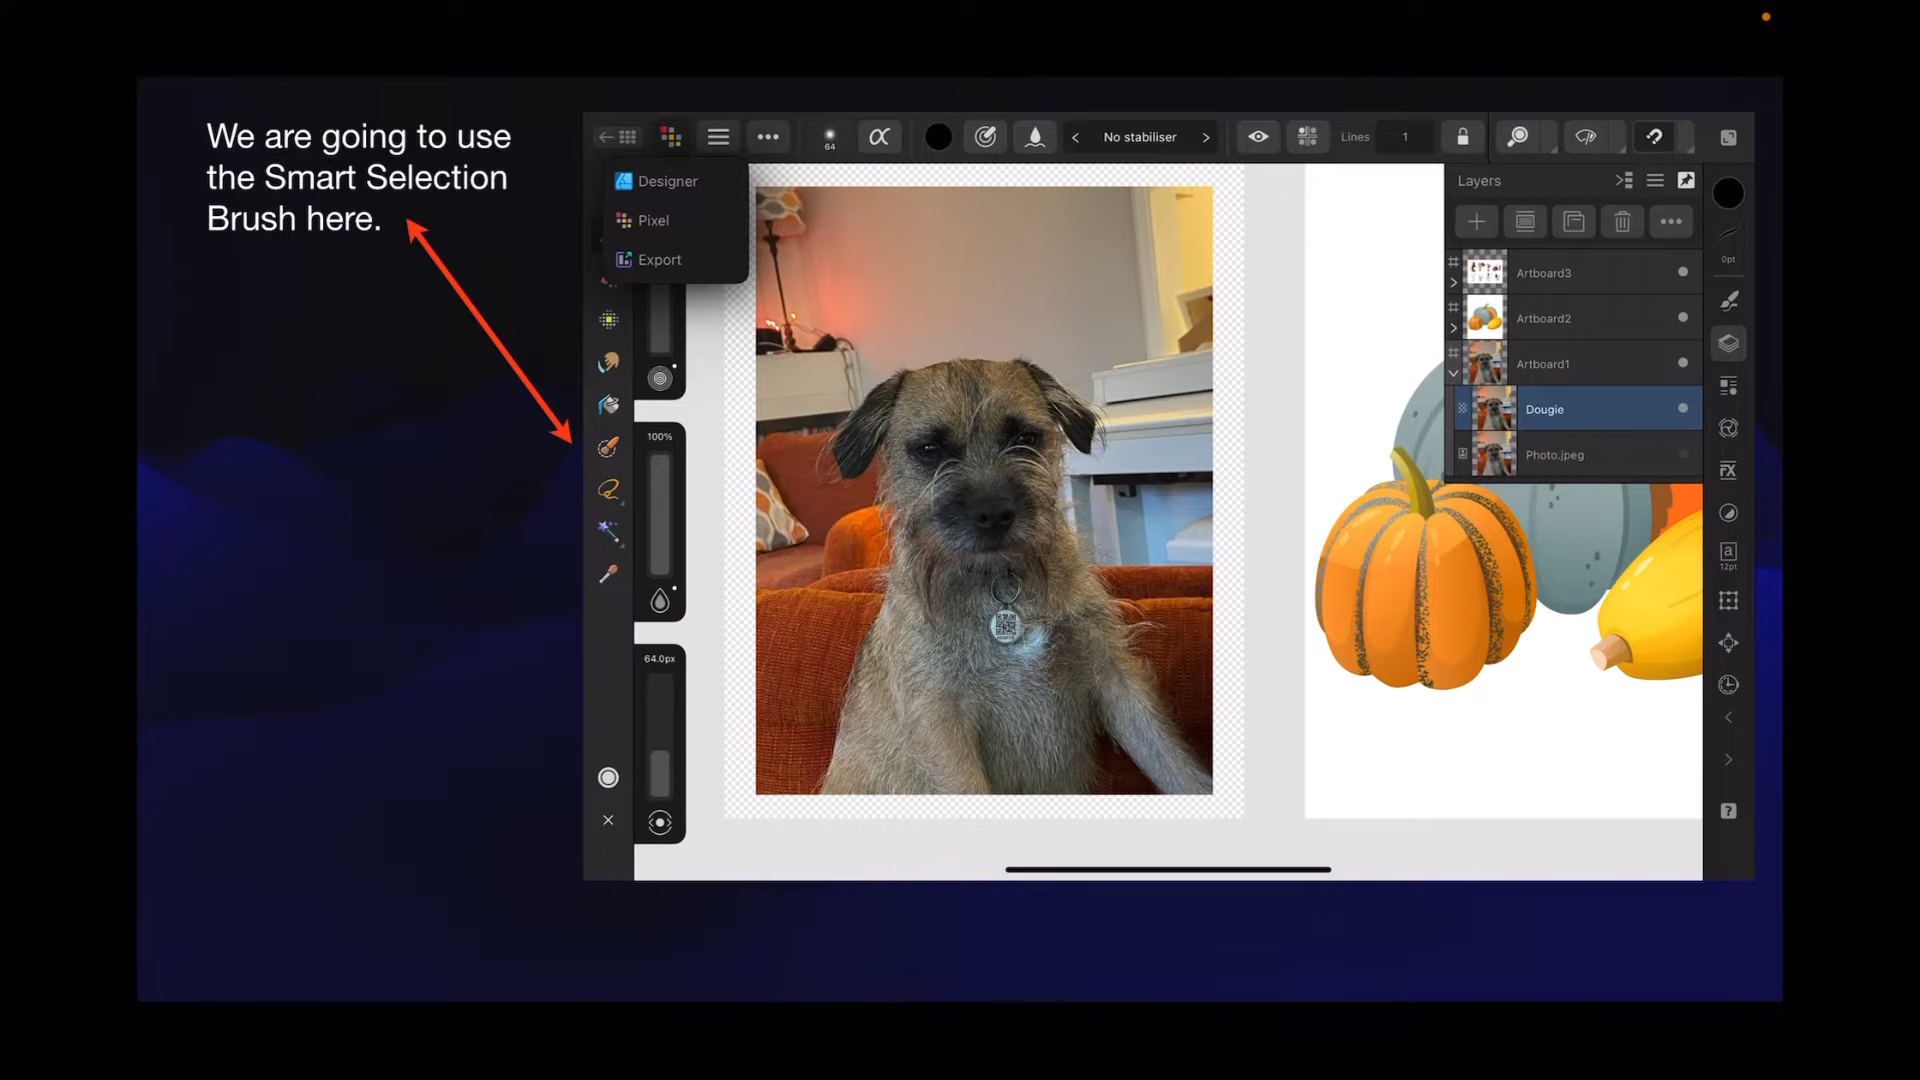 We are going to use
the Smart Selection
Brush here.
64
No stabiliser
Lines 1
Designer
Pixel
Export
Layers
Artboard3
Artboard2
Artboard1
Dougie
Photo.jpeg
0pt
FX
a
12pt
100%
64.0px
?